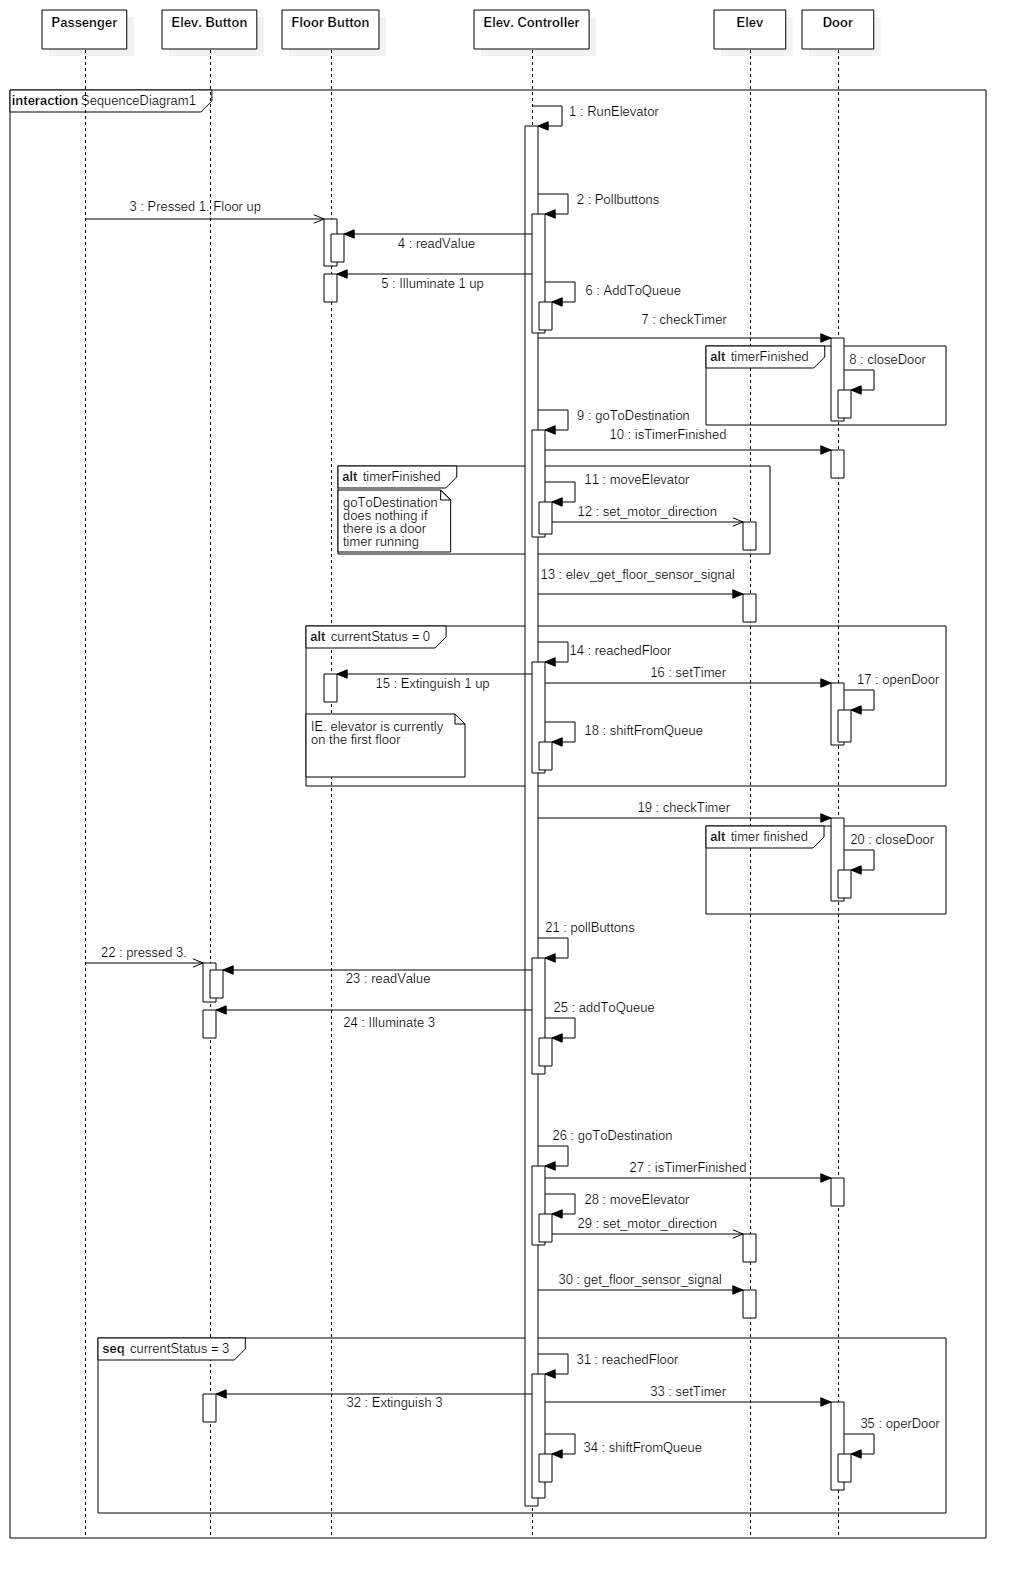 Passenger
Elev. Button
Floor Button
Elev. Controller
Elev
Door
interaction SequenceDiagram1
1 : RunElevator
2 : Pollbuttons
3 : Pressed 1. Floor up
4 : readValue
5 : Illuminate 1 up
6 : AddToQueue
7 : checkTimer
alt timerFinished
8 : closeDoor
9 : goToDestination
10 : isTimerFinished
alt timerFinished
11 : moveElevator
goToDestination
does nothing if
there is a door
timer running
12 : set_motor_direction
13 : elev_get_floor_sensor_signal
alt currentStatus = 0
14 : reachedFloor
15 : Extinguish 1 up
16 : setTimer
17 : openDoor
IE. elevator is currently
on the first floor
18 : shiftFromQueue
19 : checkTimer
alt timer finished
20 : closeDoor
21 : pollButtons
22 : pressed 3.
23 : readValue
24 : Illuminate 3
25 : addToQueue
26 : goToDestination
27 : isTimerFinished
28 : moveElevator
29 : set_motor_direction
30 : get_floor_sensor_signal
seq currentStatus = 3
31 : reachedFloor
32 : Extinguish 3
33 : setTimer
34 : shiftFromQueue
35 : operDoor